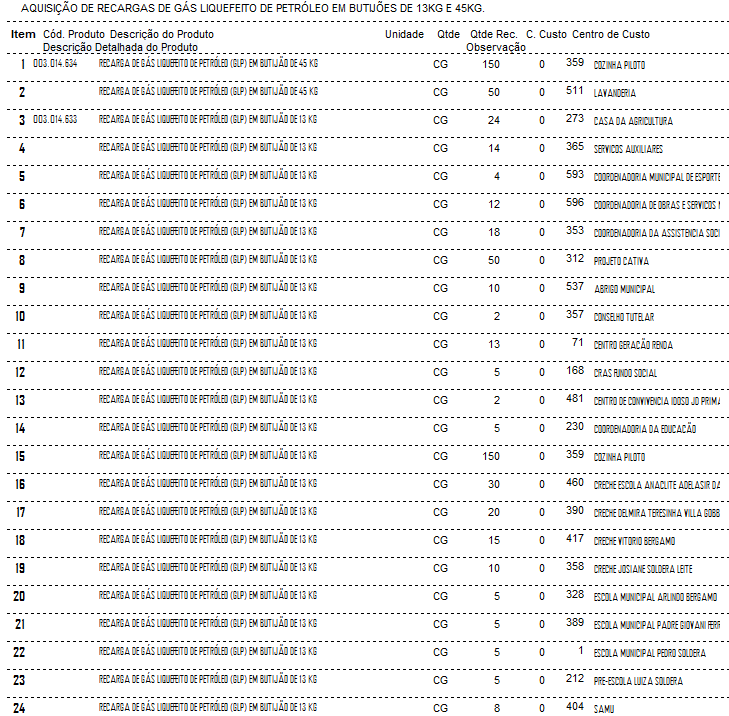 AQUISIÇÃO DE RECARGAS DE GÁS LIQUEFEITO DE PETRÓLEO EM BUTIJÕES DE 13KG E 45KG.
Item Cód. Produto Descrição do Produto Unidade Qtde Qtde Rec. C. Custo Centro de Custo
Descrição Detalhada do Produto Observação
1 003.014.634 RECARGA DE GÁS LIQUEFEITO DE PETRÓLEO (GLP) EM BUTIJÃO DE 45 KG CG 150 0 359 COZINHA PILOTO
2 RECARGA DE GÁS LIQUEFEITO DE PETRÓLEO (GLP) EM BUTIJÃO DE 45 KG CG 50 0 511 LAVANDERIA
3 003.014.633 RECARGA DE GÁS LIQUEFEITO DE PETRÓLEO (GLP) EM BUTIJÃO DE 13 KG CG 24 0 273 CASA DA AGRICULTURA
4 RECARGA DE GÁS LIQUEFEITO DE PETRÓLEO (GLP) EM BUTIJÃO DE 13 KG CG 14 0 365 SERVICOS AUXILIARES
5 RECARGA DE GÁS LIQUEFEITO DE PETRÓLEO (GLP) EM BUTIJÃO DE 13 KG CG 4 0 593 COORDENADORIA MUNICIPAL DE ESPORTE
6 RECARGA DE GÁS LIQUEFEITO DE PETRÓLEO (GLP) EM BUTIJÃO DE 13 KG CG 12 0 596 COORDENADORIA DE OBRAS E SERVICOS
7 RECARGA DE GÁS LIQUEFEITO DE PETRÓLEO (GLP) EM BUTIJÃO DE 13 KG CG 18 0 353 COORDENADORIA DA ASSISTENCIA SOCI
8 RECARGA DE GÁS LIQUEFEITO DE PETRÓLEO (GLP) EM BUTIJÃO DE 13 KG CG 50 0 312 PROJETO CATIVA
9 RECARGA DE GÁS LIQUEFEITO DE PETRÓLEO (GLP) EM BUTIJÃO DE 13 KG CG 10 0 537 ABRIGO MUNICIPAL
10 RECARGA DE GÁS LIQUEFEITO DE PETRÓLEO (GLP) EM BUTIJÃO DE 13 KG CG 2 0 357 CONSELHO TUTELAR
11 RECARGA DE GÁS LIQUEFEITO DE PETRÓLEO (GLP) EM BUTIJÃO DE 13 KG CG 13 0 71 CENTRO GERACÃO RENDA
12 RECARGA DE GÁS LIQUEFEITO DE PETRÓLEO (GLP) EM BUTIJÃO DE 13 KG CG 5 0 168 CRAS FUNDO SOCIAL
13 RECARGA DE GÁS LIQUEFEITO DE PETRÓLEO (GLP) EM BUTIJÃO DE 13 KG CG 2 0 481 CENTRO DE CONVIVENCIA IDOSO JD PRIMA
14 RECARGA DE GÁS LIQUEFEITO DE PETRÓLEO (GLP) EM BUTIJÃO DE 13 KG CG 5 0 230 COORDENADORIA DA EDUCACÃO
15 RECARGA DE GÁS LIQUEFEITO DE PETRÓLEO (GLP) EM BUTIJÃO DE 13 KG CG 150 0 359 COZINHA PILOTO
16 RECARGA DE GÁS LIQUEFEITO DE PETRÓLEO (GLP) EM BUTIJÃO DE 13 KG CG 30 0 460 CRECHE ESCOLA ANACLITE ADELASIR DA
17 RECARGA DE GÁS LIQUEFEITO DE PETRÓLEO (GLP) EM BUTIJÃO DE 13 KG CG 20 0 390 CRECHE DELMIRA TERESINHA VILLA GOBB
18 RECARGA DE GÁS LIQUEFEITO DE PETRÓLEO (GLP) EM BUTIJÃO DE 13 KG CG 15 0 417 CRECHE VITORIO BERGAMO
19 RECARGA DE GÁS LIQUEFEITO DE PETRÓLEO (GLP) EM BUTIJÃO DE 13 KG CG 10 0 358 CRECHE JOSIANE SOLDERA LEITE
20 RECARGA DE GÁS LIQUEFEITO DE PETRÓLEO (GLP) EM BUTIJÃO DE 13 KG CG 5 0 328 ESCOLA MUNICIPAL ARLINDO BERGAMO
21 RECARGA DE GÁS LIQUEFEITO DE PETRÓLEO (GLP) EM BUTIJÃO DE 13 KG CG 5 0 389 ESCOLA MUNICIPAL PADRE GIOVANI FERR
22 RECARGA DE GÁS LIQUEFEITO DE PETRÓLEO (GLP) EM BUTIJÃO DE 13 KG CG 5 0 1 ESCOLA MUNICIPAL PEDRO SOLDERA
23 RECARGA DE GÁS LIQUEFEITO DE PETRÓLEO (GLP) EM BUTIJÃO DE 13 KG CG 5 0 212 PRE-ESCOLA LUIZA SOLDERA
24 RECARGA DE GÁS LIQUEFEITO DE PETRÓLEO (GLP) EM BUTIJÃO DE 13 KG CG 8 0 404 SAMU